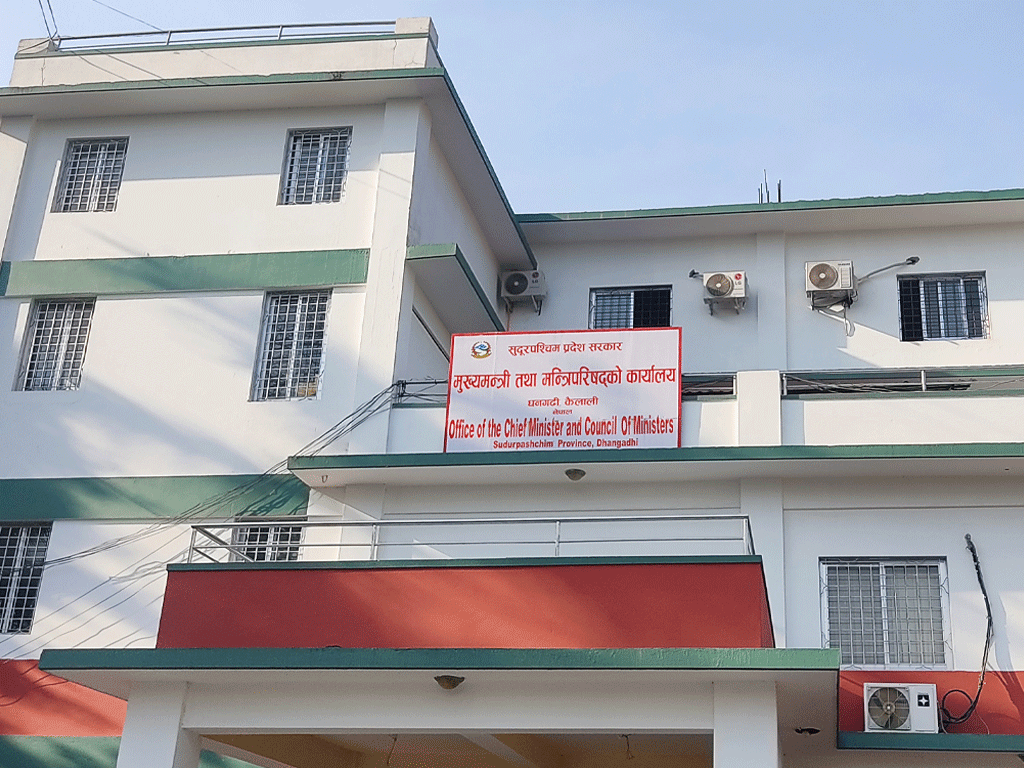 सुदूरपश्चिम प्रदेश सरकार
मुख्यमन्त्री तथा मन्त्रिपरिषद्को कार्यालय
धनगढी, कैलाली
नेपाल
Office of the Chief Minister and Council Of Ministers
Sudurpashchim Province, Dhangadhi